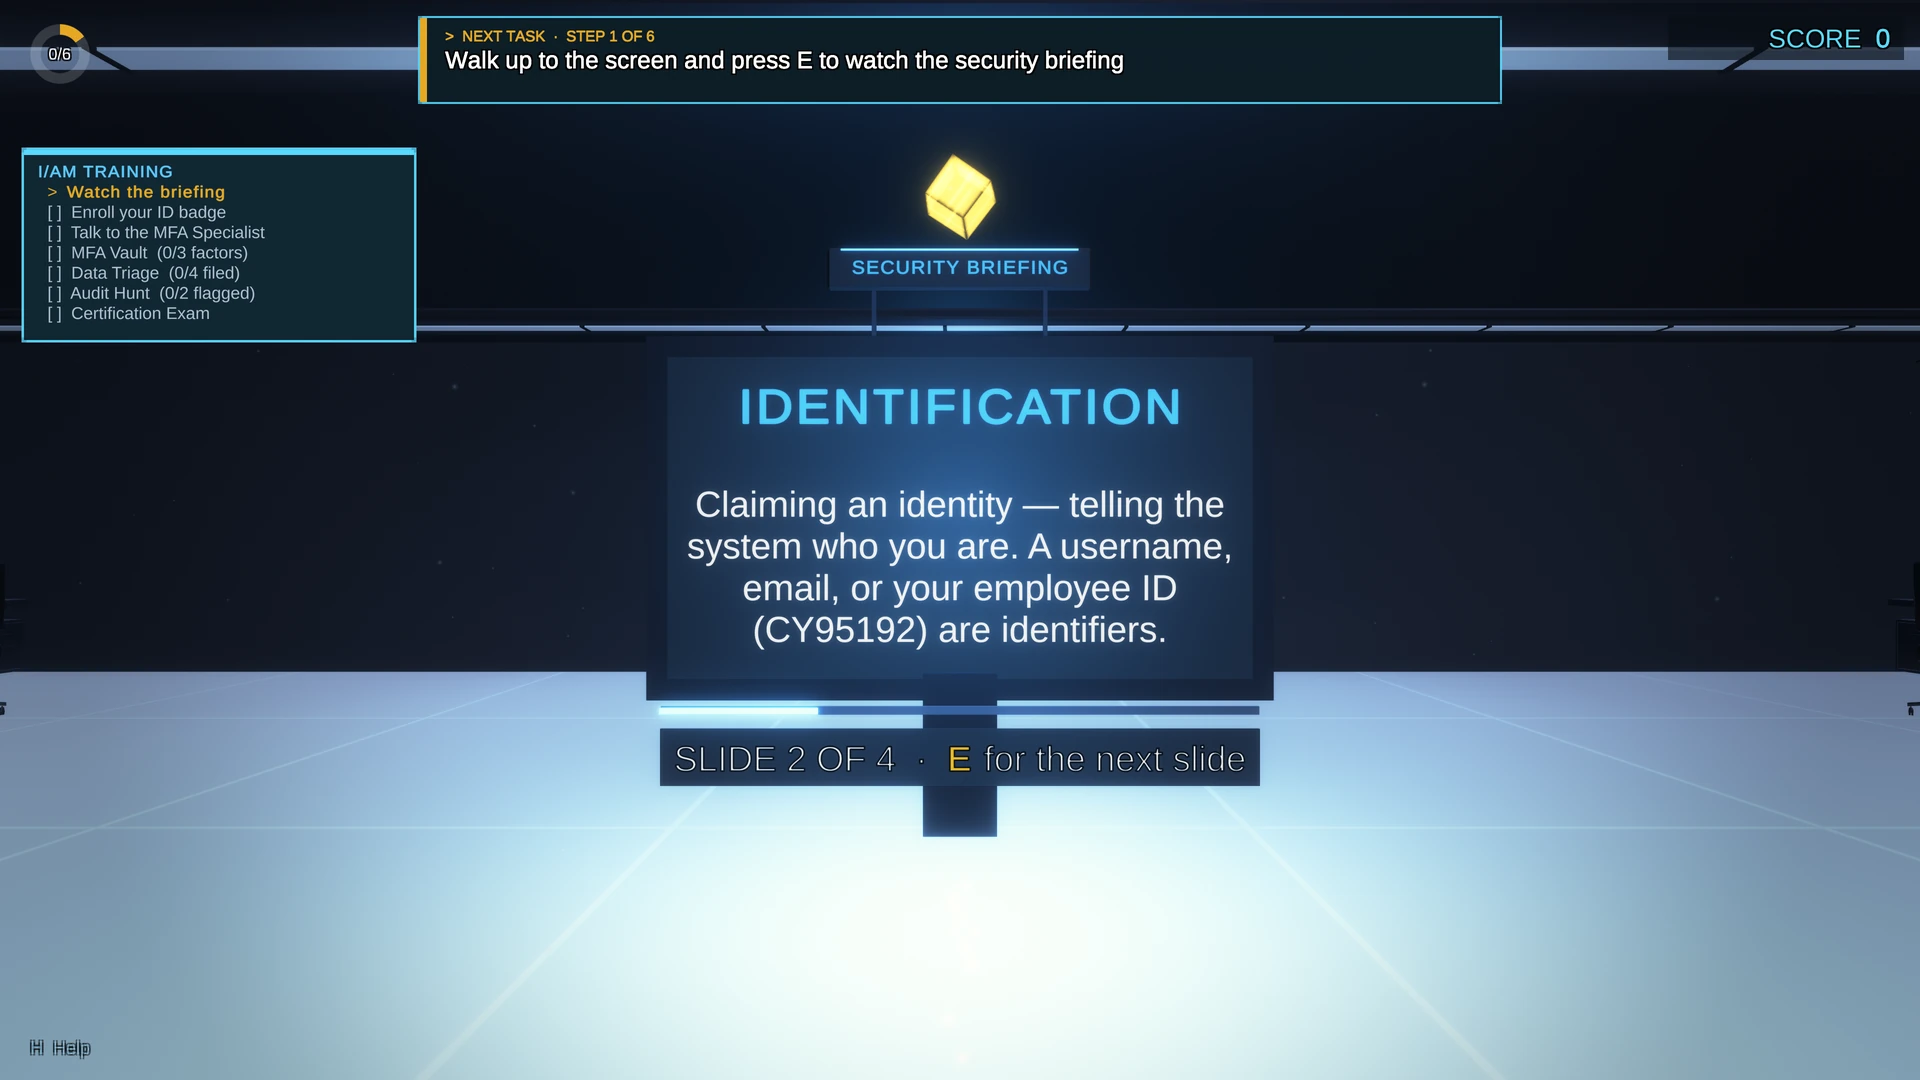 0/6
> NEXT TASK · STEP 1 OF 6
Walk up to the screen and press E to watch the security briefing
SCORE 0
I/AM TRAINING
> Watch the briefing
[ ] Enroll your ID badge
[ ] Talk to the MFA Specialist
[ ] MFA Vault (0/3 factors)
[ ] Data Triage (0/4 filed)
[ ] Audit Hunt (0/2 flagged)
[ ] Certification Exam
SECURITY BRIEFING
IDENTIFICATION
Claiming an identity — telling the
system who you are. A username,
email, or your employee ID
(CY95192) are identifiers.
SLIDE 2 OF 4 · E for the next slide
H Help